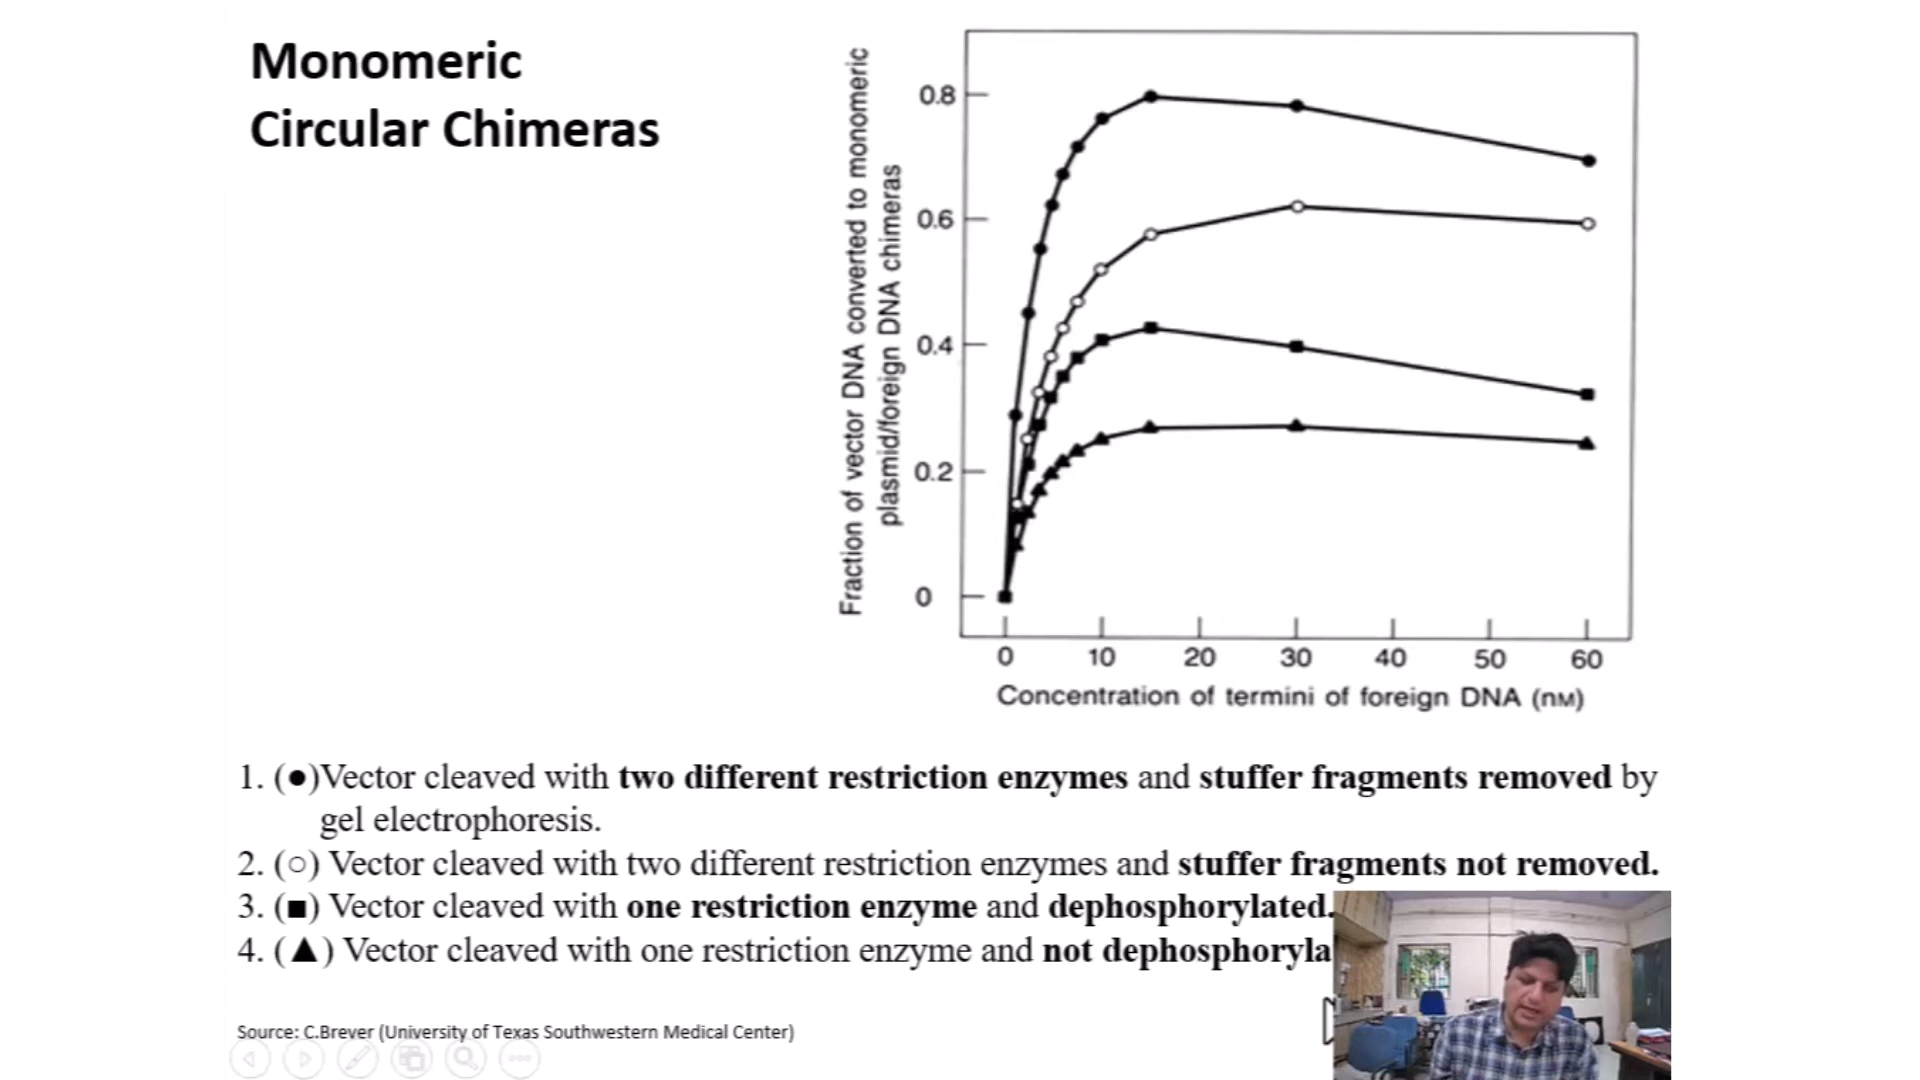 Monomeric
Circular Chimeras
Fraction of vector DNA converted to monomeric
plasmid/foreign DNA chimeras
0.8
0.6
0.4
0.2
0
0 10 20 30 40 50 60
Concentration of termini of foreign DNA (nM)
1. (●)Vector cleaved with two different restriction enzymes and stuffer fragments removed by
gel electrophoresis.
2. (○) Vector cleaved with two different restriction enzymes and stuffer fragments not removed.
3. (■) Vector cleaved with one restriction enzyme and dephosphorylated.
4. (▲) Vector cleaved with one restriction enzyme and not dephosphoryla
Source: C.Brever (University of Texas Southwestern Medical Center)